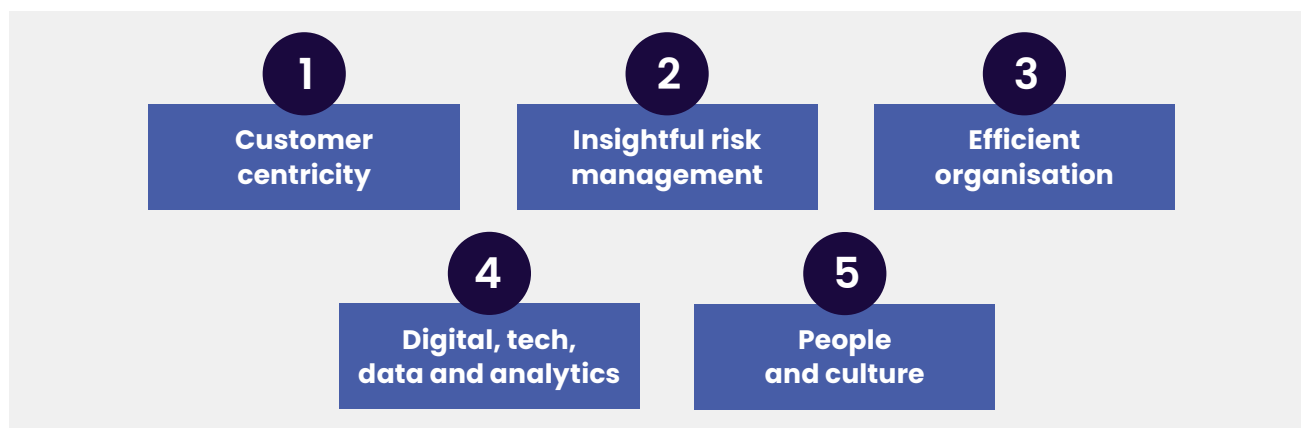 1
Customer
centricity
2
Insightful risk
management
3
Efficient
organisation
4
Digital, tech,
data and analytics
5
People
and culture